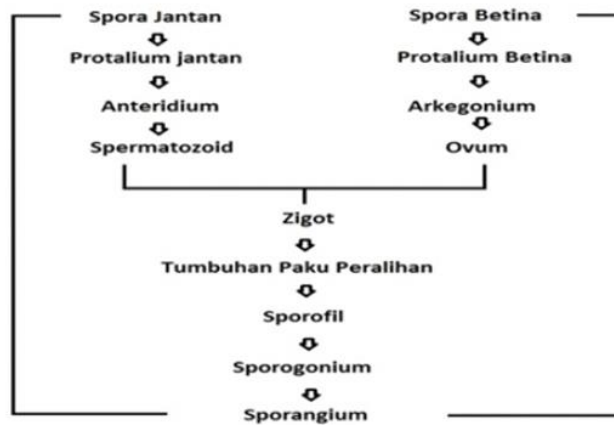 Spora Jantan
Spora Betina
Protalium jantan
Protalium Betina
Anteridium
Arkegonium
Spermatozoid
Ovum
Zigot
Tumbuhan Paku Peralihan
Sporofil
Sporogonium
Sporangium